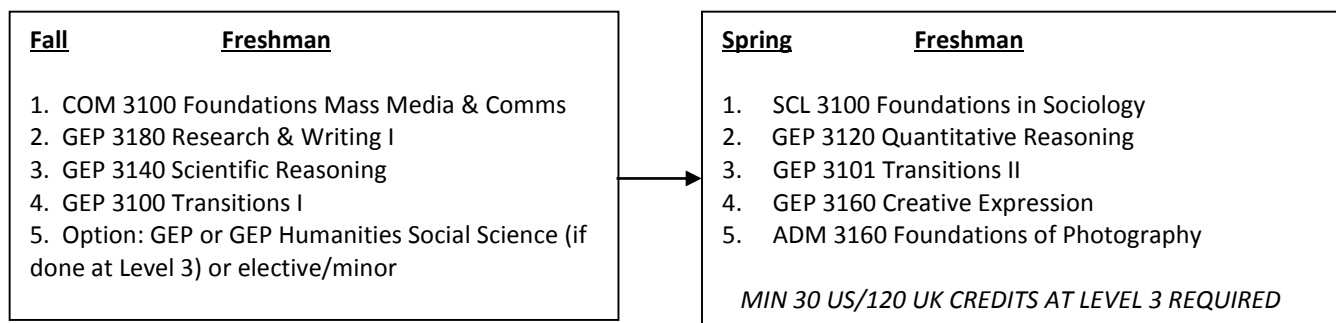 Fall Freshman
1. COM 3100 Foundations Mass Media & Comms
2. GEP 3180 Research & Writing I
3. GEP 3140 Scientific Reasoning
4. GEP 3100 Transitions I
5. Option: GEP or GEP Humanities Social Science (if
done at Level 3) or elective/minor
Spring Freshman
1. SCL 3100 Foundations in Sociology
2. GEP 3120 Quantitative Reasoning
3. GEP 3101 Transitions II
4. GEP 3160 Creative Expression
5. ADM 3160 Foundations of Photography
MIN 30 US/120 UK CREDITS AT LEVEL 3 REQUIRED